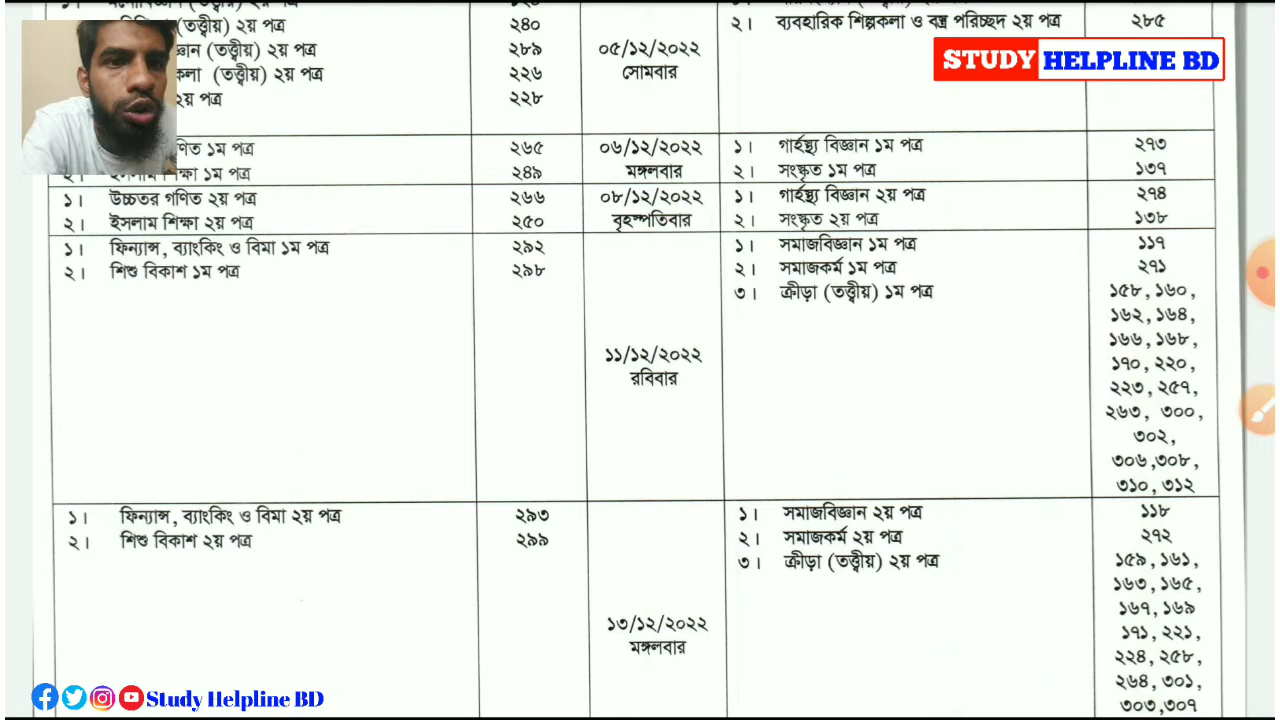 (তত্ত্বীয়) ২য় পত্র ২৪০ ২। ব্যবহারিক শিল্পকলা ও বস্ত্র পরিচ্ছদ ২য় পত্র ২৮৫
(তত্ত্বীয়) ২য় পত্র ২৮৯ ০৫/১২/২০২২
STUDY HELPLINE BD
(তত্ত্বীয়) ২য় পত্র ২২৬ সোমবার
২য় পত্র ২২৮
১ম পত্র ২৬৫ ০৬/১২/২০২২ ১। গার্হস্থ্য বিজ্ঞান ১ম পত্র ২৭৩
২। ইসলাম শিক্ষা ১ম পত্র ২৪৯ মঙ্গলবার ২। সংস্কৃত ১ম পত্র ১৩৭
১। উচ্চতর গণিত ২য় পত্র ২৬৬ ০৮/১২/২০২২ ১। গার্হস্থ্য বিজ্ঞান ২য় পত্র ২৭৪
২। ইসলাম শিক্ষা ২য় পত্র ২৫০ বৃহস্পতিবার ২। সংস্কৃত ২য় পত্র ১৩৮
১। ফিন্যান্স, ব্যাংকিং ও বিমা ১ম পত্র ২৯২ ১। সমাজবিজ্ঞান ১ম পত্র ১১৭
২। শিশু বিকাশ ১ম পত্র ২৯৮ ২। সমাজকর্ম ১ম পত্র ২৭১
৩। ক্রীড়া (তত্ত্বীয়) ১ম পত্র ১৫৮, ১৬০,
১৬২, ১৬৪,
১৬৬, ১৬৮,
১১/১২/২০২২ ১৭০, ২২০,
রবিবার ২২৩, ২৫৭,
২৬৩, ৩০০,
৩০২,
৩০৬,৩০৮,
৩১০, ৩১২
১। ফিন্যান্স, ব্যাংকিং ও বিমা ২য় পত্র ২৯৩ ১। সমাজবিজ্ঞান ২য় পত্র ১১৮
২। শিশু বিকাশ ২য় পত্র ২৯৯ ২। সমাজকর্ম ২য় পত্র ২৭২
৩। ক্রীড়া (তত্ত্বীয়) ২য় পত্র ১৫৯, ১৬১,
১৬৩, ১৬৫,
১৬৭, ১৬৯
১৩/১২/২০২২ ১৭১, ২২১,
মঙ্গলবার ২২৪, ২৫৮,
২৬৪, ৩০১,
৩০৩,৩০৭
Study Helpline BD